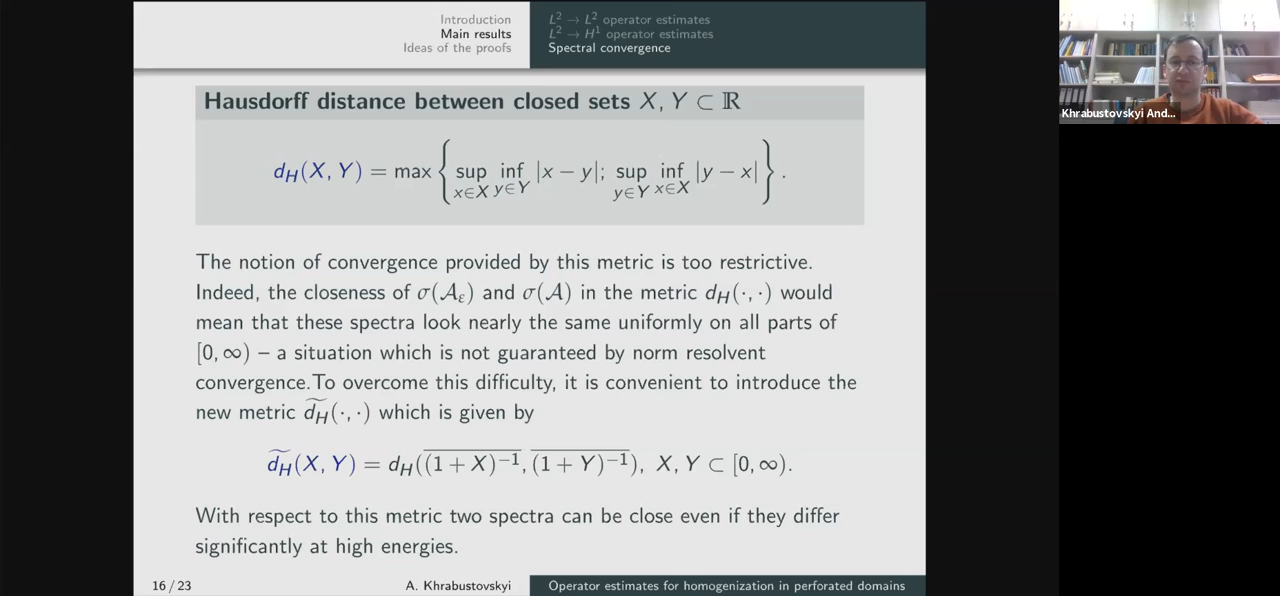 Introduction
Main results
Ideas of the proofs
L² → L² operator estimates
L² → H¹ operator estimates
Spectral convergence
Hausdorff distance between closed sets X, Y ⊂ ℝ
d_H(X, Y) = max { sup_{x∈X} inf_{y∈Y} |x − y|; sup_{y∈Y} inf_{x∈X} |y − x| } .
The notion of convergence provided by this metric is too restrictive.
Indeed, the closeness of σ(𝒜_ε) and σ(𝒜) in the metric d_H(·, ·) would
mean that these spectra look nearly the same uniformly on all parts of
[0, ∞) – a situation which is not guaranteed by norm resolvent
convergence.To overcome this difficulty, it is convenient to introduce the
new metric \widetilde{d_H}(·, ·) which is given by
\widetilde{d_H}(X, Y) = d_H(\overline{(1 + X)^{−1}}, \overline{(1 + Y)^{−1}}), X, Y ⊂ [0, ∞).
With respect to this metric two spectra can be close even if they differ
significantly at high energies.
16 / 23
A. Khrabustovskyi
Operator estimates for homogenization in perforated domains
Khrabustovskyi And...